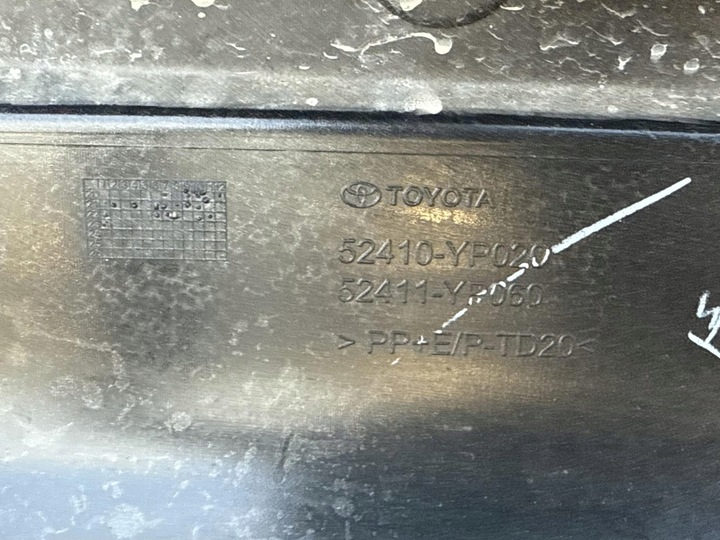 TOYOTA
52410-YP020
52411-YP060
> PP+E/P-TD20<